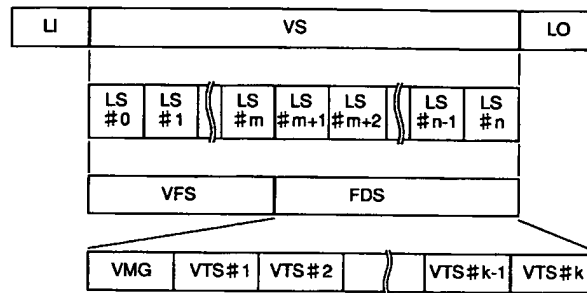 LI VS LO
LS LS LS LS LS LS LS
#0 #1 #m #m+1 #m+2 #n-1 #n
VFS FDS
VMG VTS#1 VTS#2 VTS#k-1 VTS#k